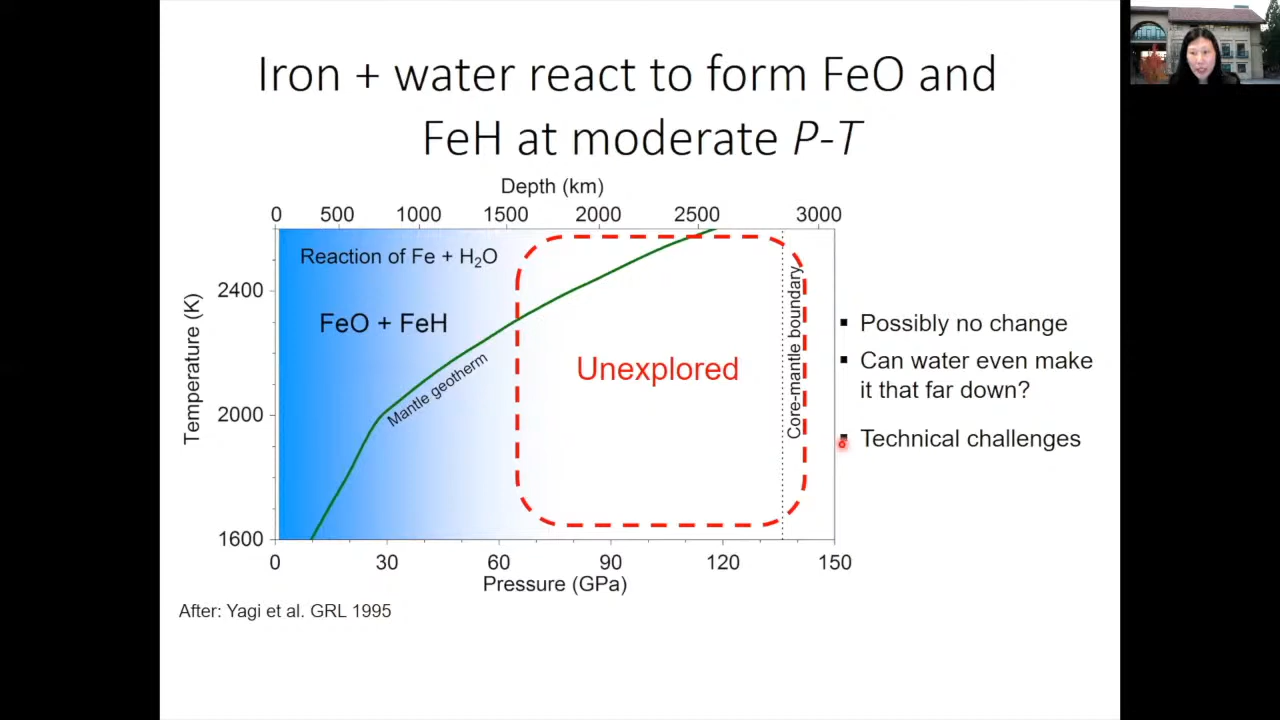 Iron + water react to form FeO and
FeH at moderate P-T
Depth (km)
0 500 1000 1500 2000 2500 3000
Reaction of Fe + H₂O
FeO + FeH
Mantle geotherm
Unexplored
Core-mantle boundary
Temperature (K)
2400
2000
1600
0 30 60 90 120 150
Pressure (GPa)
▪ Possibly no change
▪ Can water even make
it that far down?
▪ Technical challenges
After: Yagi et al. GRL 1995